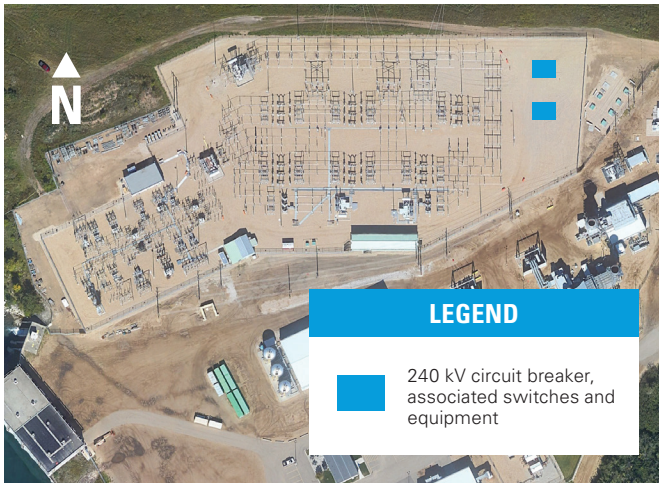 N
LEGEND
240 kV circuit breaker,
associated switches and
equipment